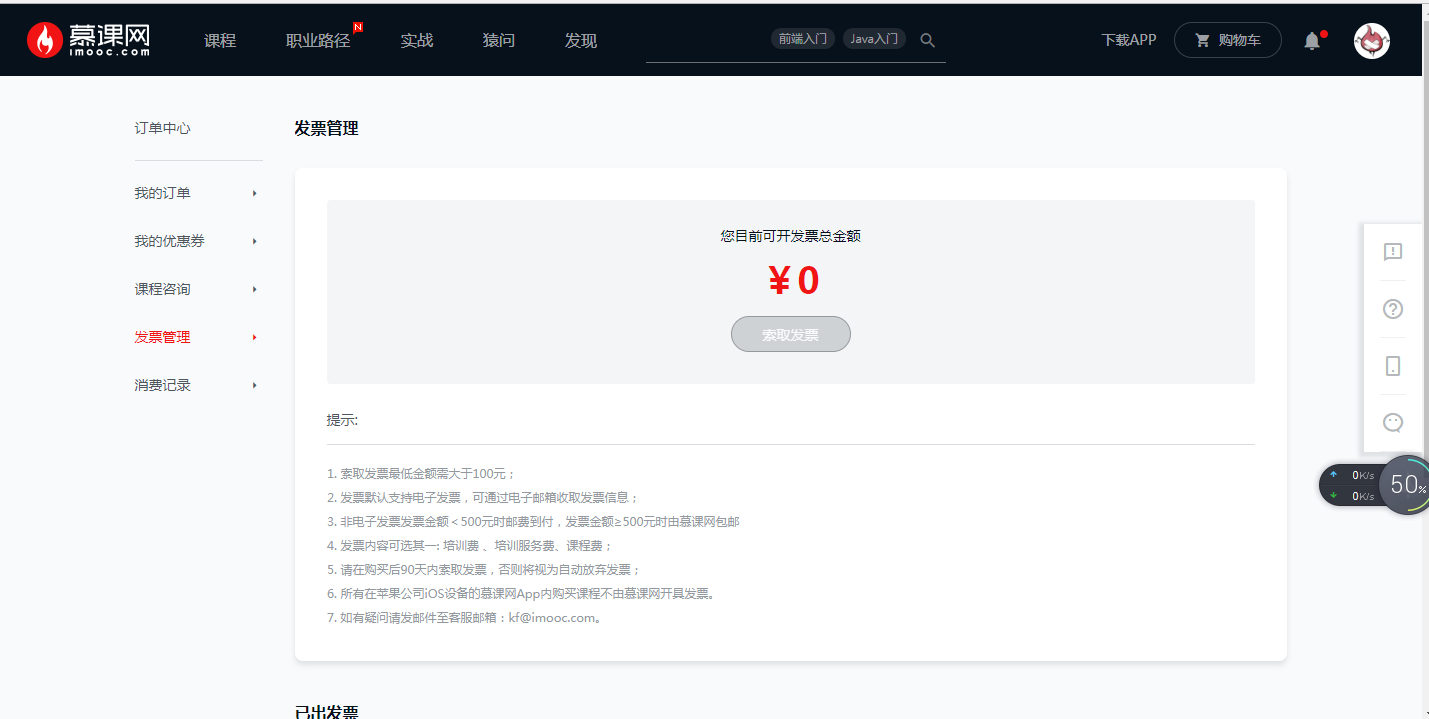 慕课网
imooc.com
课程
职业路径
N
实战
猿问
发现
前端入门
Java入门
下载APP
购物车
订单中心
发票管理
我的订单
我的优惠券
课程咨询
发票管理
消费记录
您目前可开发票总金额
¥0
索取发票
提示:
1. 索取发票最低金额需大于100元；
2. 发票默认支持电子发票，可通过电子邮箱收取发票信息；
3. 非电子发票发票金额＜500元时邮费到付，发票金额≥500元时由慕课网包邮
4. 发票内容可选其一: 培训费 、培训服务费、课程费；
5. 请在购买后90天内索取发票，否则将视为自动放弃发票；
6. 所有在苹果公司iOS设备的慕课网App内购买课程不由慕课网开具发票。
7. 如有疑问请发邮件至客服邮箱：kf@imooc.com。
0K/s
0K/s
50%
已出发票